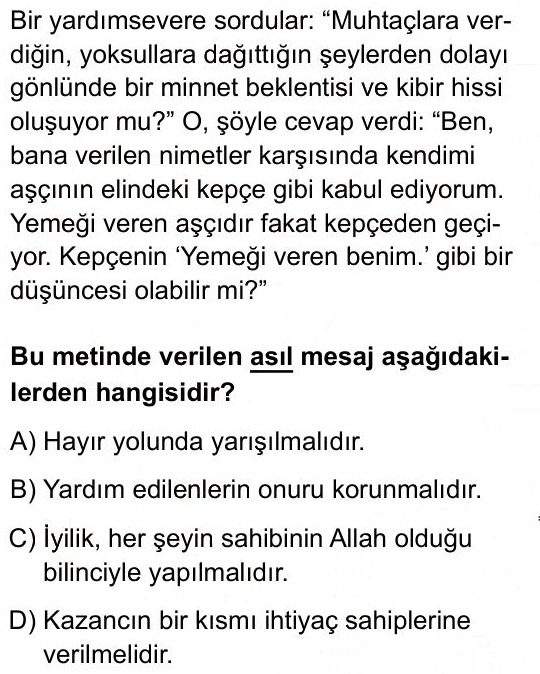 Bir yardımsevere sordular: “Muhtaçlara ver-
diğin, yoksullara dağıttığın şeylerden dolayı
gönlünde bir minnet beklentisi ve kibir hissi
oluşuyor mu?” O, şöyle cevap verdi: “Ben,
bana verilen nimetler karşısında kendimi
aşçının elindeki kepçe gibi kabul ediyorum.
Yemeği veren aşçıdır fakat kepçeden geçi-
yor. Kepçenin ‘Yemeği veren benim.’ gibi bir
düşüncesi olabilir mi?”
Bu metinde verilen asıl mesaj aşağıdaki-
lerden hangisidir?
A) Hayır yolunda yarışılmalıdır.
B) Yardım edilenlerin onuru korunmalıdır.
C) İyilik, her şeyin sahibinin Allah olduğu
bilinciyle yapılmalıdır.
D) Kazancın bir kısmı ihtiyaç sahiplerine
verilmelidir.